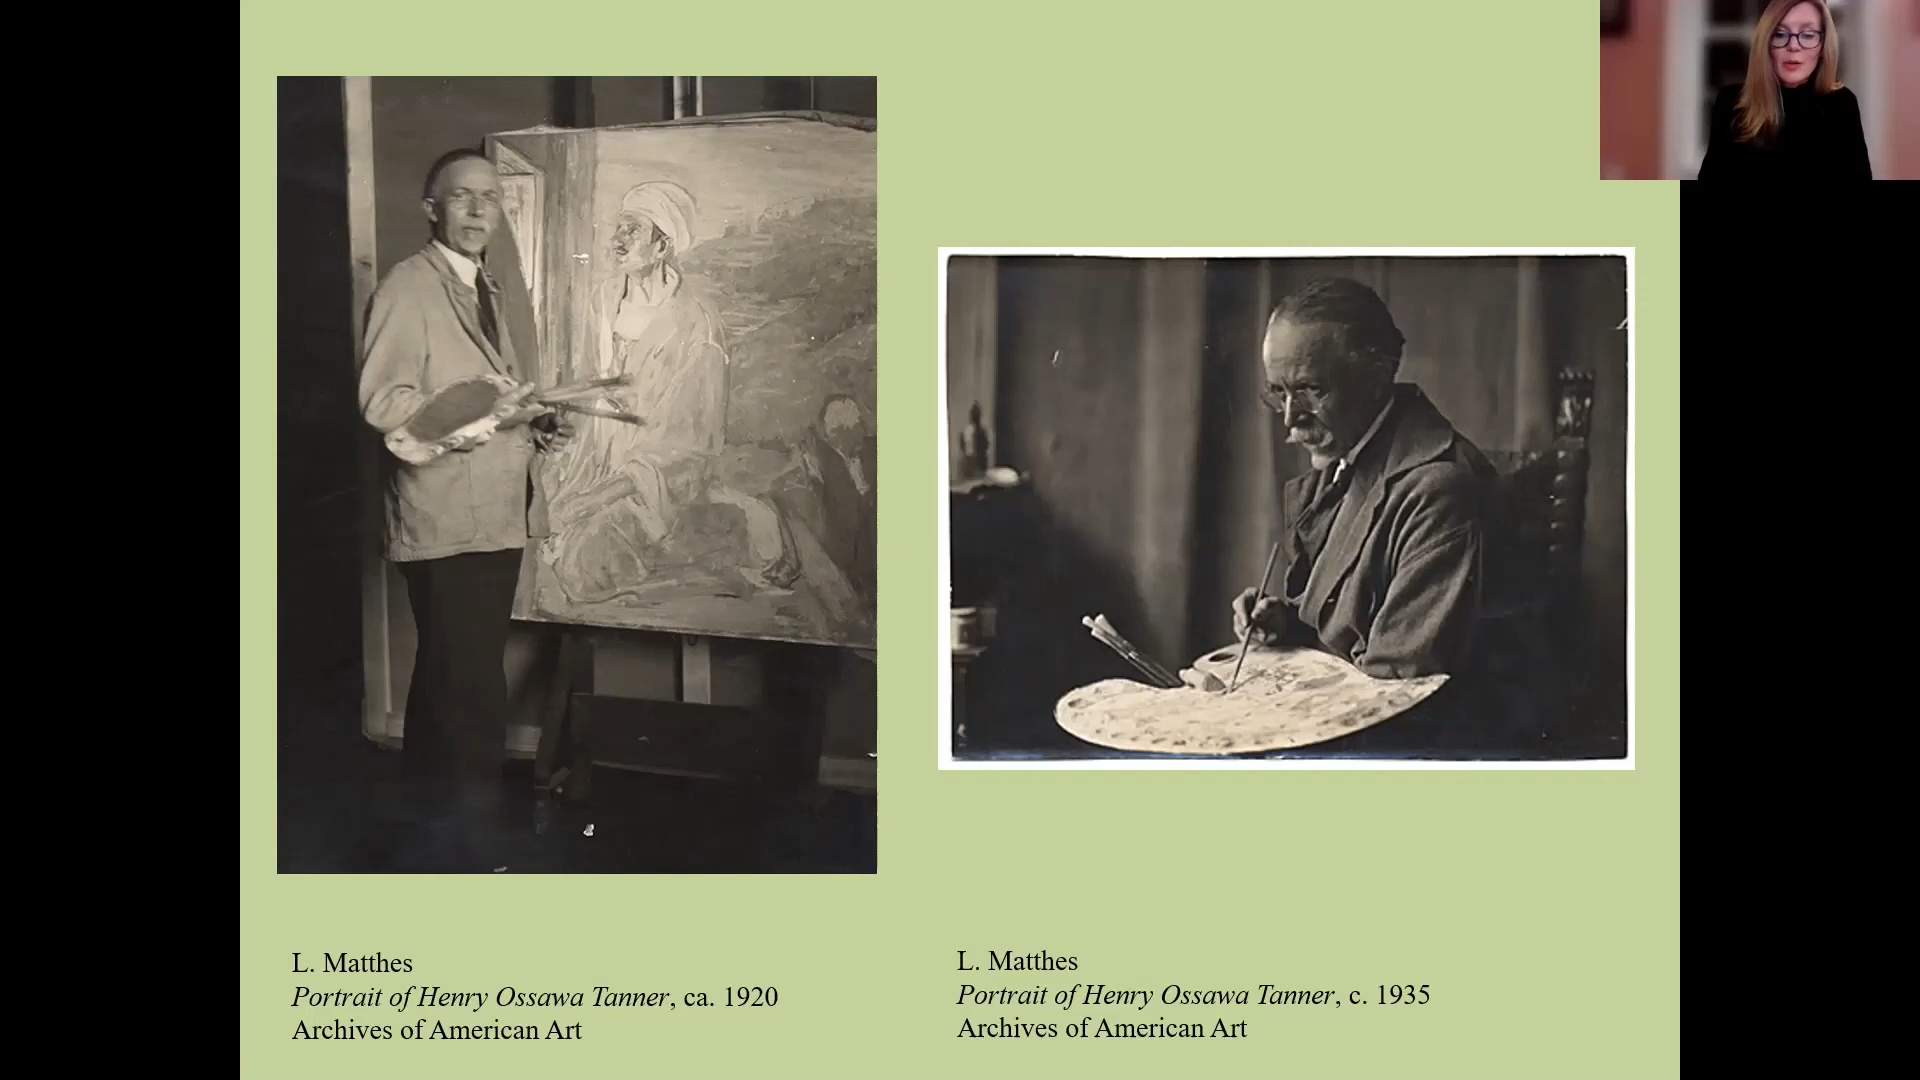 L. Matthes
Portrait of Henry Ossawa Tanner, ca. 1920
Archives of American Art
L. Matthes
Portrait of Henry Ossawa Tanner, c. 1935
Archives of American Art